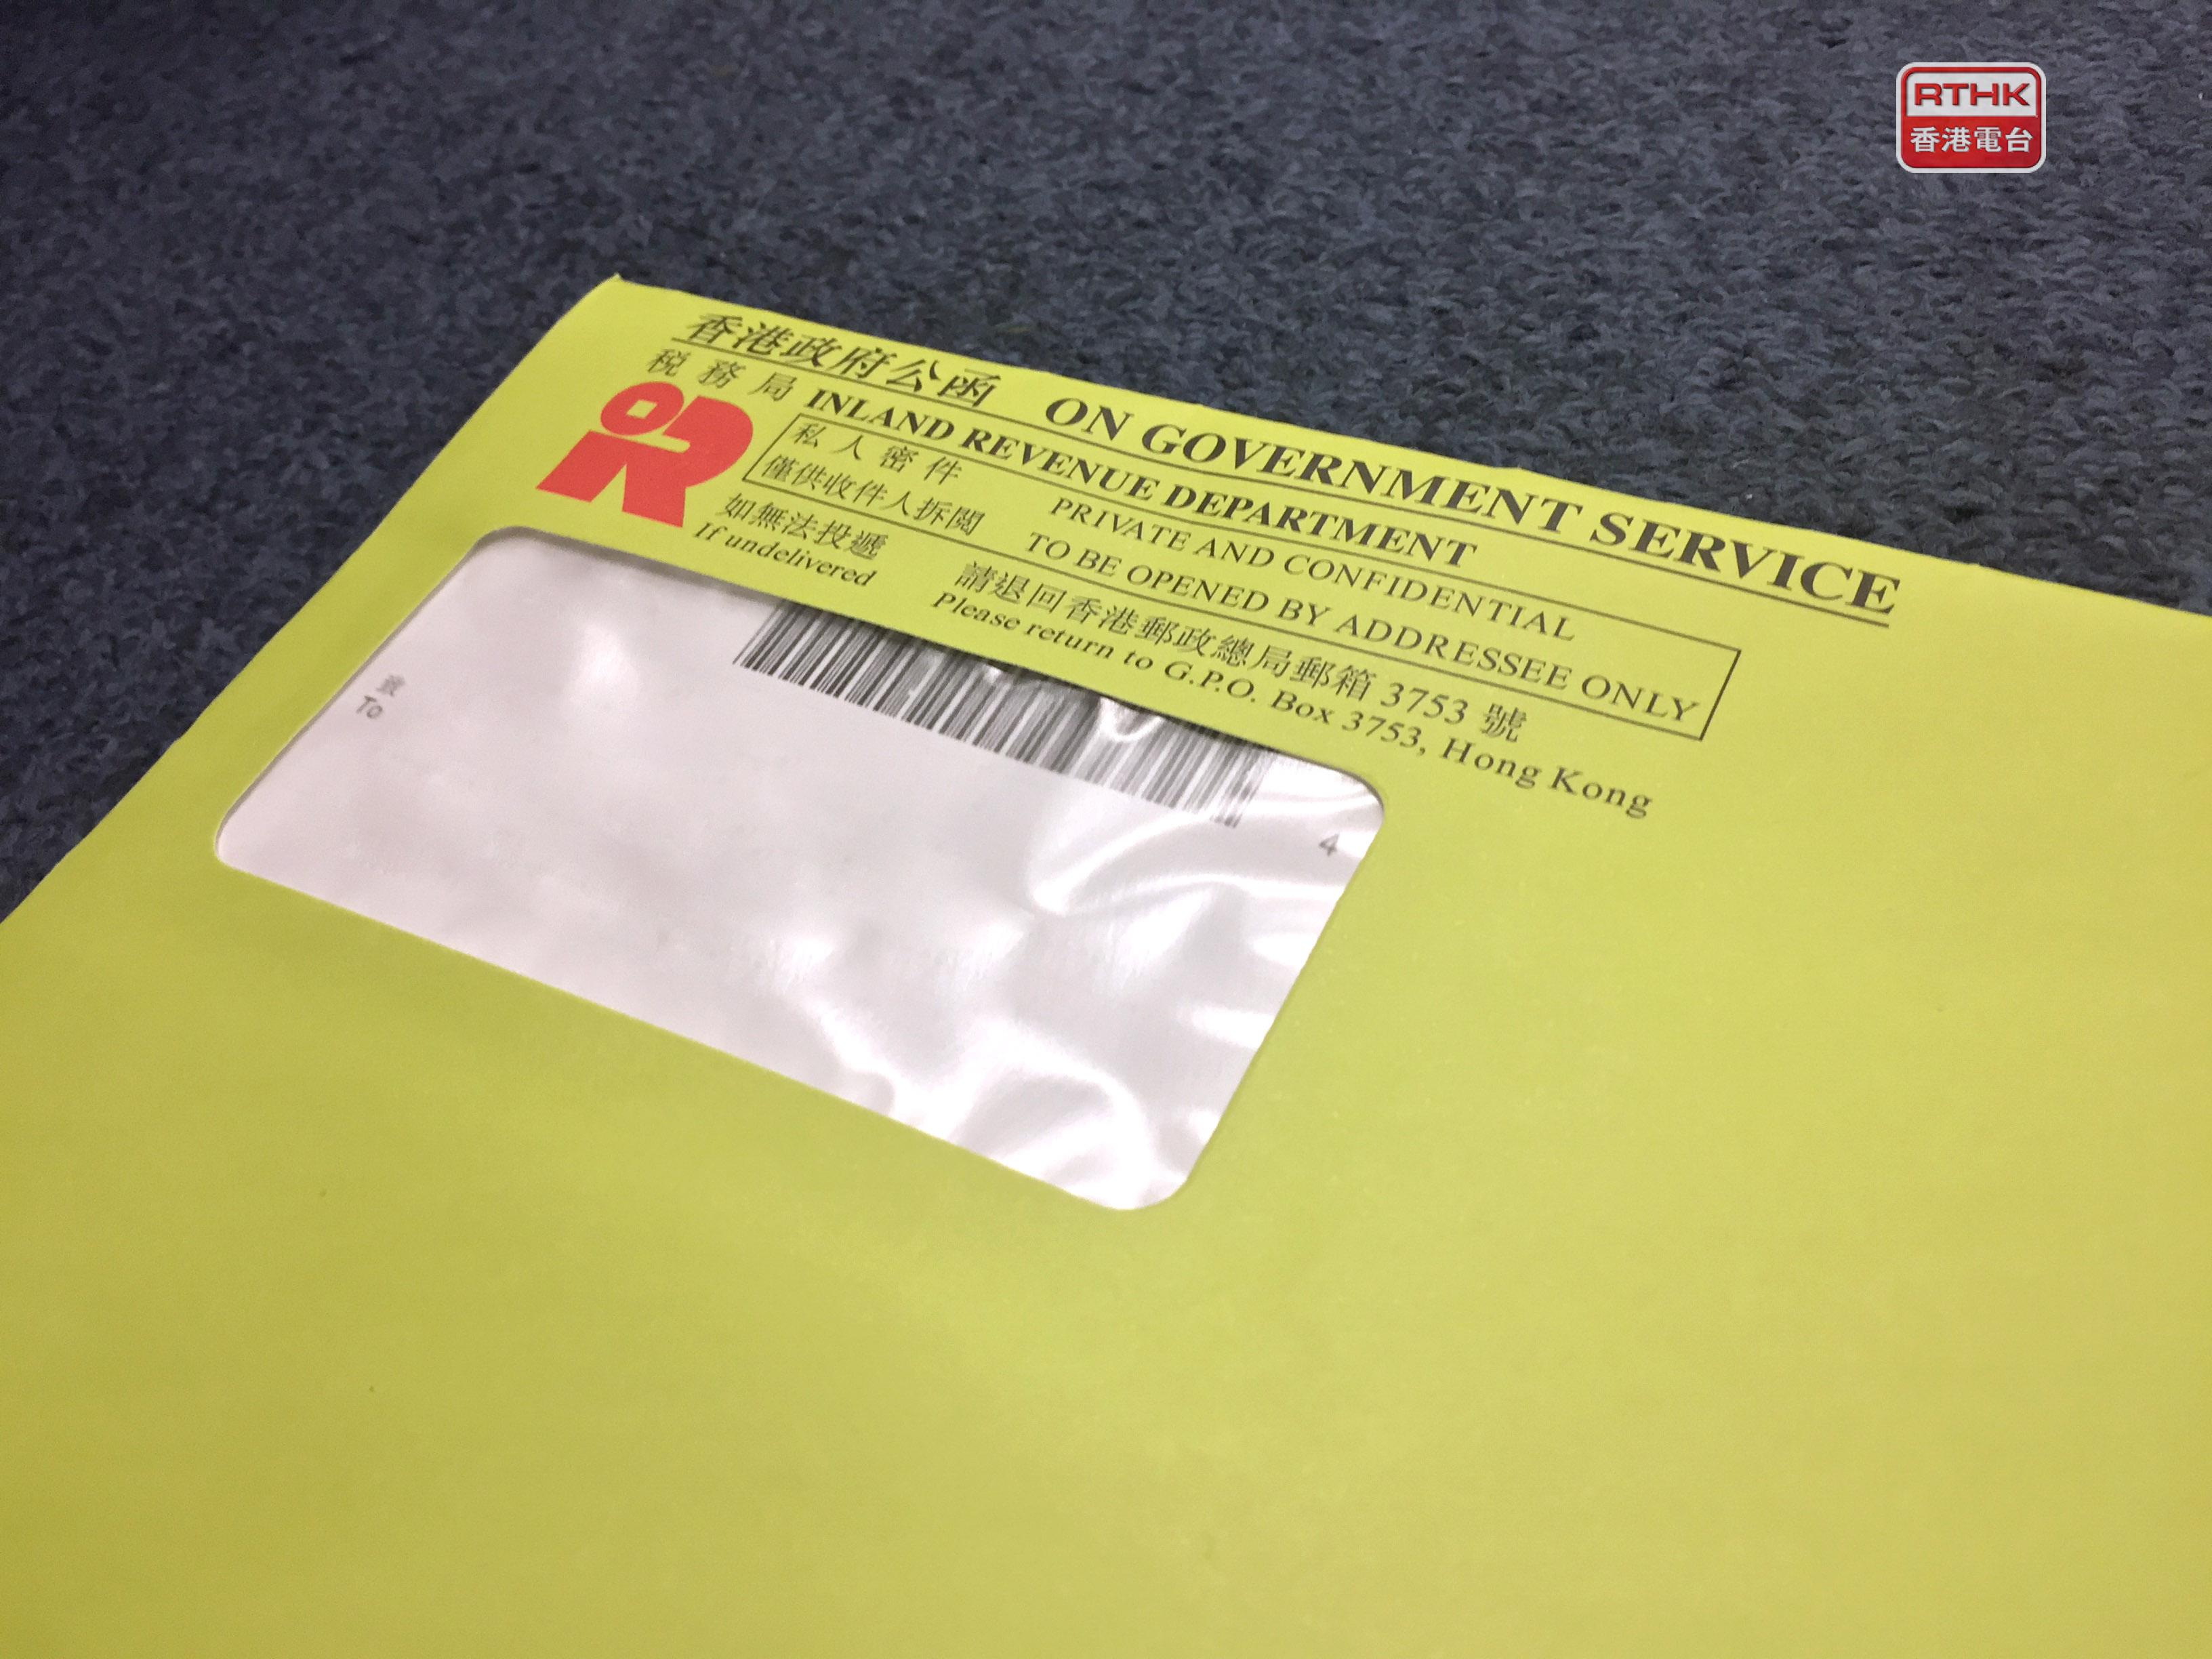 RTHK
香港電台
香港政府公函 ON GOVERNMENT SERVICE
税務局 INLAND REVENUE DEPARTMENT
私人密件 PRIVATE AND CONFIDENTIAL
僅供收件人拆閱 TO BE OPENED BY ADDRESSEE ONLY
如無法投遞 請退回香港郵政總局郵箱 3753 號
If undelivered Please return to G.P.O. Box 3753, Hong Kong
致
To
4